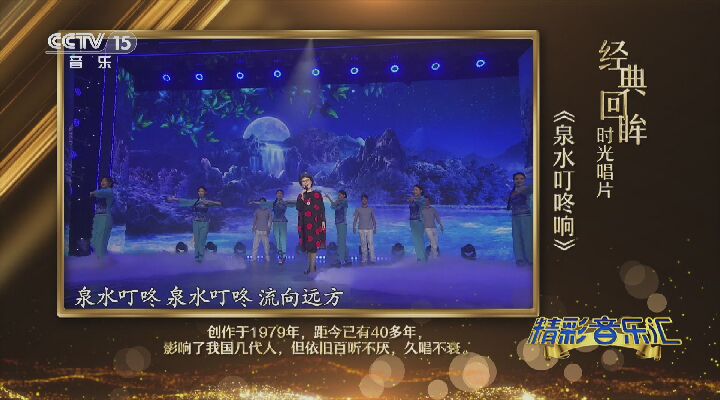 CCTV 15
音乐
经典回眸
时光唱片
《泉水叮咚响》
泉水叮咚 泉水叮咚 流向远方
创作于1979年，距今已有40多年，
影响了我国几代人，但依旧百听不厌，久唱不衰。
精彩音乐汇